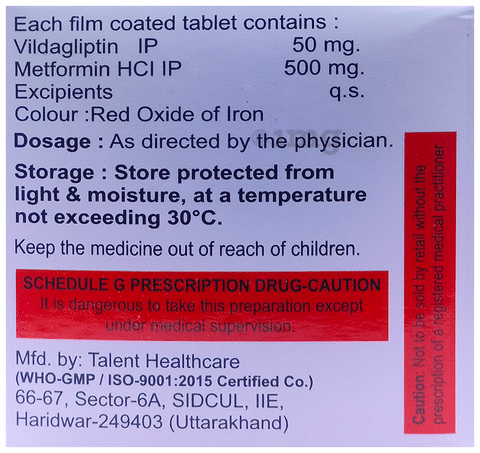 Each film coated tablet contains :
Vildagliptin IP 50 mg.
Metformin HCl IP 500 mg.
Excipients q.s.
Colour :Red Oxide of Iron
Dosage : As directed by the physician.
Storage : Store protected from
light & moisture, at a temperature
not exceeding 30°C.
Keep the medicine out of reach of children.
SCHEDULE G PRESCRIPTION DRUG-CAUTION
It is dangerous to take this preparation except
under medical supervision.
Mfd. by: Talent Healthcare
(WHO-GMP / ISO-9001:2015 Certified Co.)
66-67, Sector-6A, SIDCUL, IIE,
Haridwar-249403 (Uttarakhand)
Caution: Not to be sold by retail without the
prescription of a registered medical practitioner.